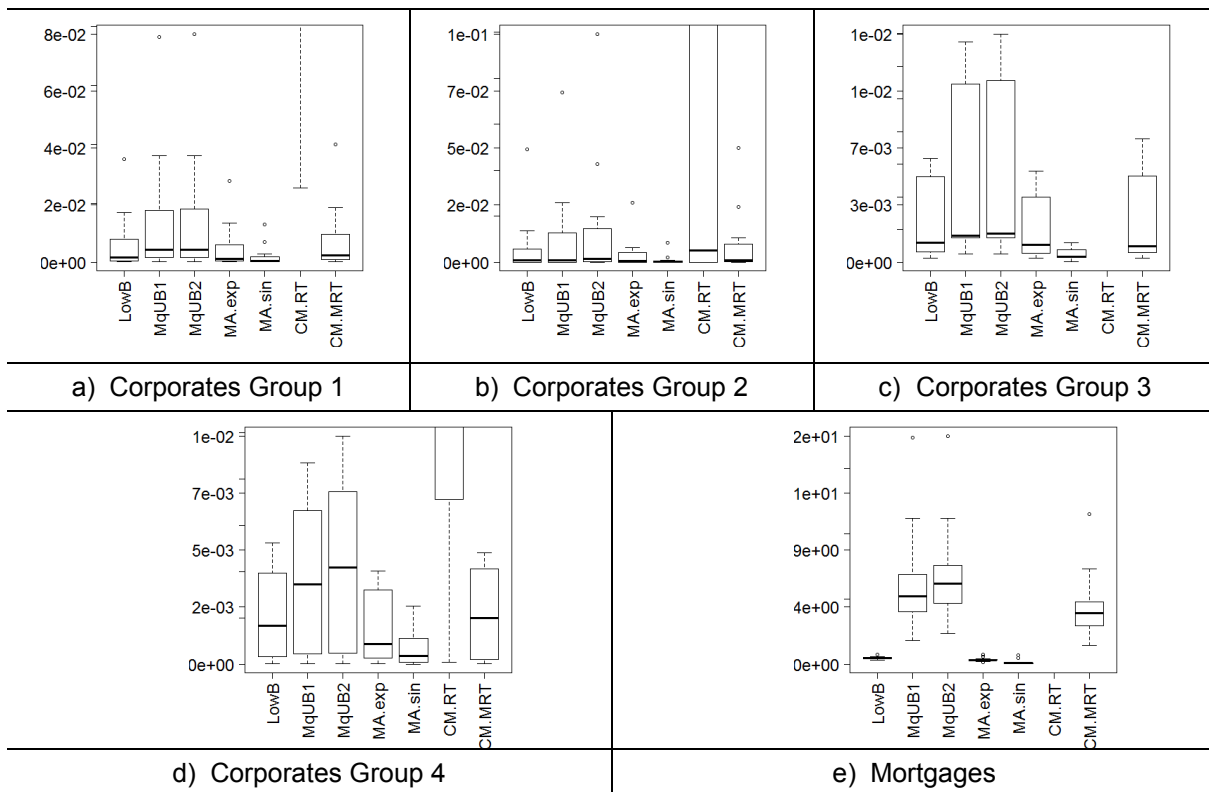 8e-02
6e-02
4e-02
2e-02
0e+00
LowB
MqUB1
MqUB2
MA.exp
MA.sin
CM.RT
CM.MRT
1e-01
7e-02
5e-02
2e-02
0e+00
LowB
MqUB1
MqUB2
MA.exp
MA.sin
CM.RT
CM.MRT
1e-02
1e-02
7e-03
3e-03
0e+00
LowB
MqUB1
MqUB2
MA.exp
MA.sin
CM.RT
CM.MRT
a) Corporates Group 1
b) Corporates Group 2
c) Corporates Group 3
1e-02
7e-03
5e-03
2e-03
0e+00
LowB
MqUB1
MqUB2
MA.exp
MA.sin
CM.RT
CM.MRT
2e+01
1e+01
9e+00
4e+00
0e+00
LowB
MqUB1
MqUB2
MA.exp
MA.sin
CM.RT
CM.MRT
d) Corporates Group 4
e) Mortgages